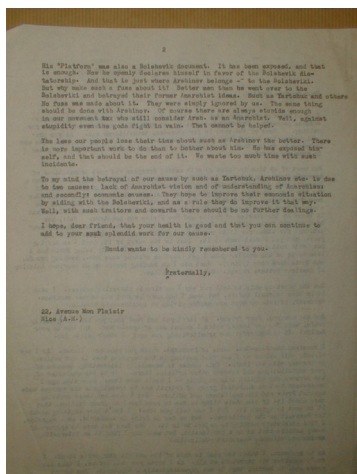 2
His "Platform" was also a Bolshevik document. It has been exposed, and that
is enough. Now he openly declares himself in favor of the Bolshevik dic-
tatorship. And that is just where Arshinov belongs -- to the Bolsheviki.
But why make such a fuss about it? Better men than he went over to the
Bolsheviki and betrayed their former Anarchist ideas. Such as Yartchuk and others
No fuss was made about it. They were simply ignored by us. The same thing
should be done with Arshinov. Of course there are always stupids enough
in our movement who still consider Arsh. as an Anarchist. Well, against
stupidity even the gods fight in vain. That cannot be helped.
The less our people lose their time about such as Arshinov the better. There
is more important work to do than to bother about him. He has exposed him-
self, and that should be the end of it. We waste too much time with such
incidents.
To my mind the betrayal of our cause by such as Yartchuk, Arshinov etc. is due
to two causes: lack of Anarchist vision and of understanding of Anarchism;
and secondly economic causes. They hope to improve their economic situation
by siding with the Bolsheviki, and as a rule they do improve it that way.
Well, with such traitors and cowards there should be no further dealings.
I hope, dear friend, that your health is good and that you can continue to
add to your splendid work for our cause.
wants to be kindly remembered to you.
Fraternally,
22, Avenue Mon Plaisir
Nice (A.M.)